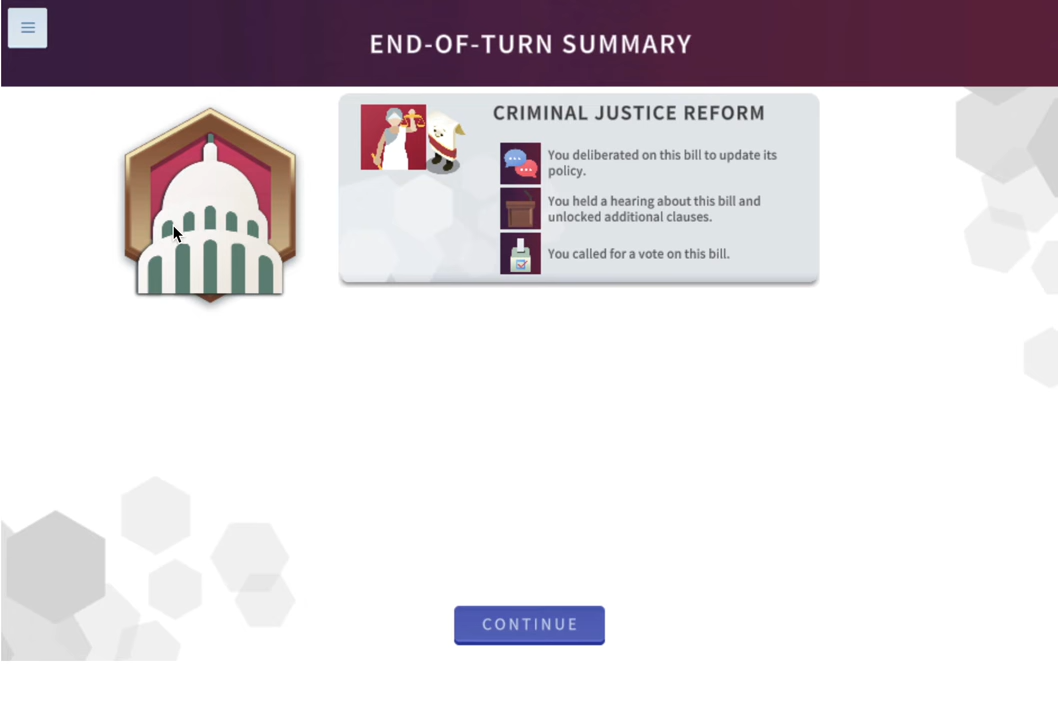 END-OF-TURN SUMMARY
CRIMINAL JUSTICE REFORM
You deliberated on this bill to update its
policy.
You held a hearing about this bill and
unlocked additional clauses.
You called for a vote on this bill.
CONTINUE